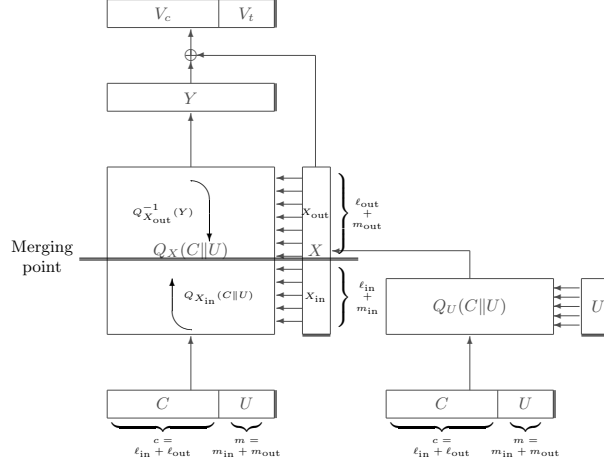 V_c V_t
⊕
Y
Q_{X_out}^{-1}(Y)
X_out
ℓ_out
+
m_out
Merging
point
Q_X(C∥U)
X
Q_{X_in}(C∥U)
X_in
ℓ_in
+
m_in
Q_U(C∥U)
U
C U
c =
ℓ_in + ℓ_out
m =
m_in + m_out
C U
c =
ℓ_in + ℓ_out
m =
m_in + m_out